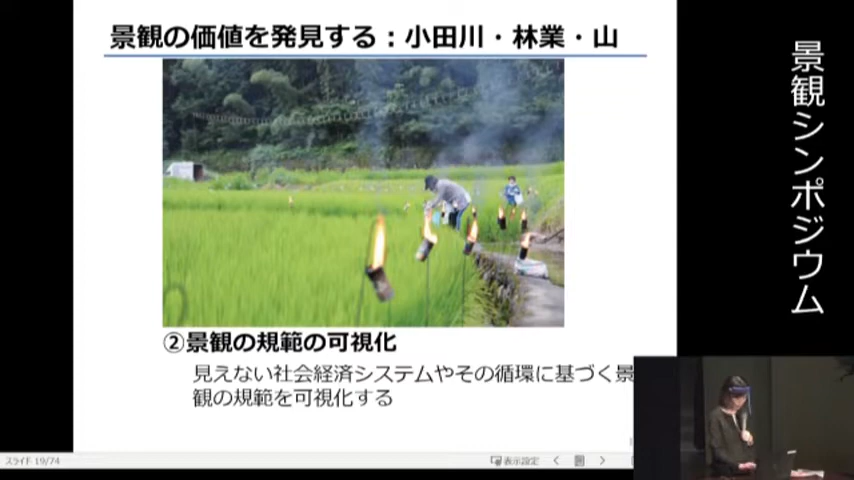 景観の価値を発見する：小田川・林業・山
②景観の規範の可視化
見えない社会経済システムやその循環に基づく景
観の規範を可視化する
景観シンポジウム
スライド 19/74
表示設定